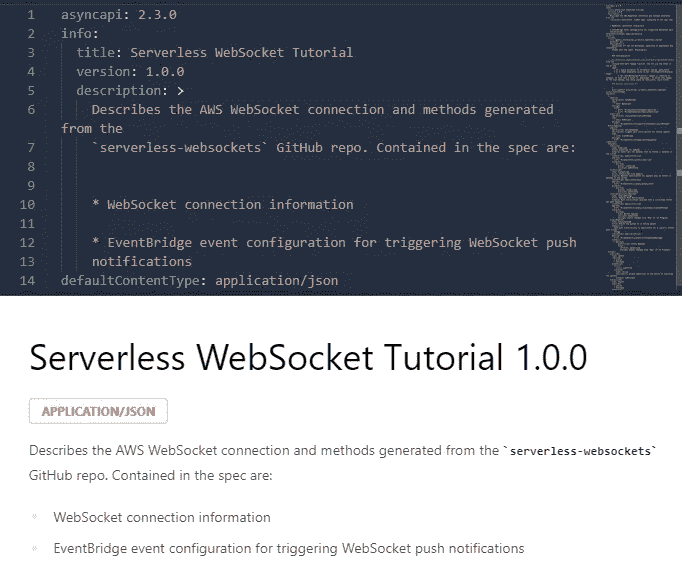 1 asyncapi: 2.3.0
2 info:
3 title: Serverless WebSocket Tutorial
4 version: 1.0.0
5 description: >
6 Describes the AWS WebSocket connection and methods generated
from the
7 `serverless-websockets` GitHub repo. Contained in the spec are:
8
9
10 * WebSocket connection information
11
12 * EventBridge event configuration for triggering WebSocket push
13 notifications
14 defaultContentType: application/json
Serverless WebSocket Tutorial 1.0.0
APPLICATION/JSON
Describes the AWS WebSocket connection and methods generated from the `serverless-websockets`
GitHub repo. Contained in the spec are:
WebSocket connection information
EventBridge event configuration for triggering WebSocket push notifications